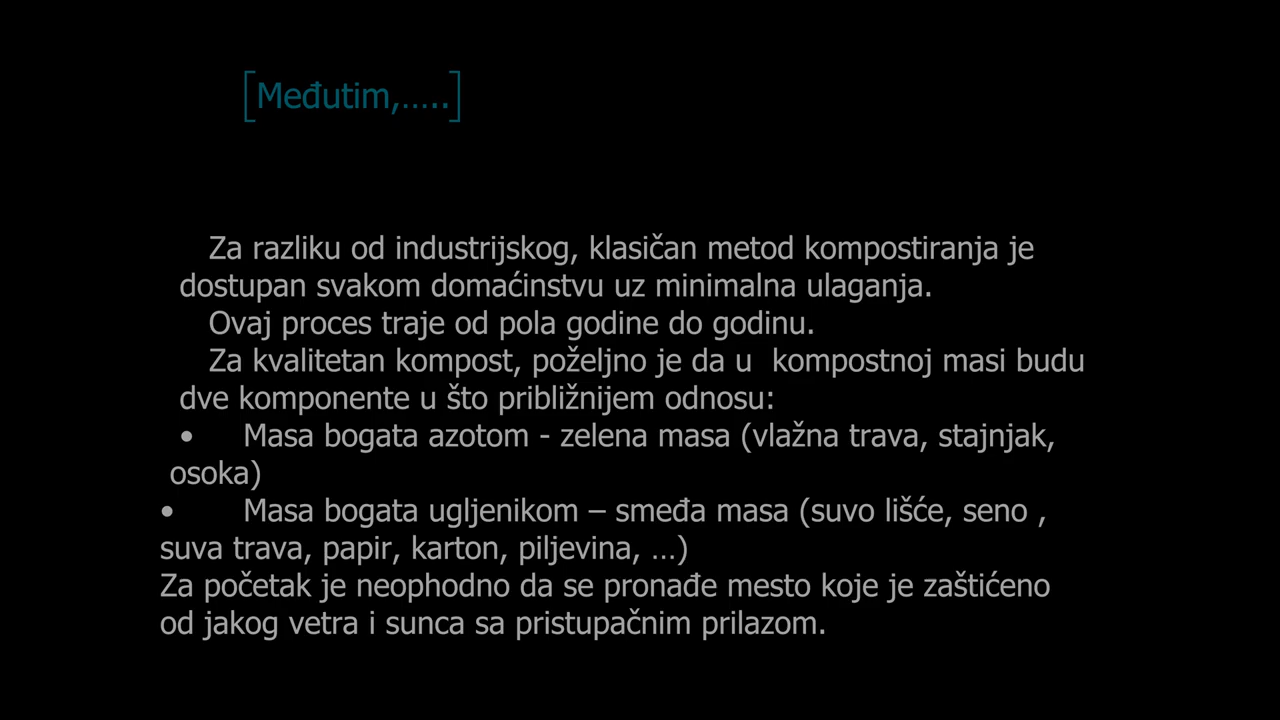 [Međutim,…..]
Za razliku od industrijskog, klasičan metod kompostiranja je
dostupan svakom domaćinstvu uz minimalna ulaganja.
Ovaj proces traje od pola godine do godinu.
Za kvalitetan kompost, poželjno je da u  kompostnoj masi budu
dve komponente u što približnijem odnosu:
• Masa bogata azotom - zelena masa (vlažna trava, stajnjak,
osoka)
• Masa bogata ugljenikom – smeđa masa (suvo lišće, seno ,
suva trava, papir, karton, piljevina, …)
Za početak je neophodno da se pronađe mesto koje je zaštićeno
od jakog vetra i sunca sa pristupačnim prilazom.